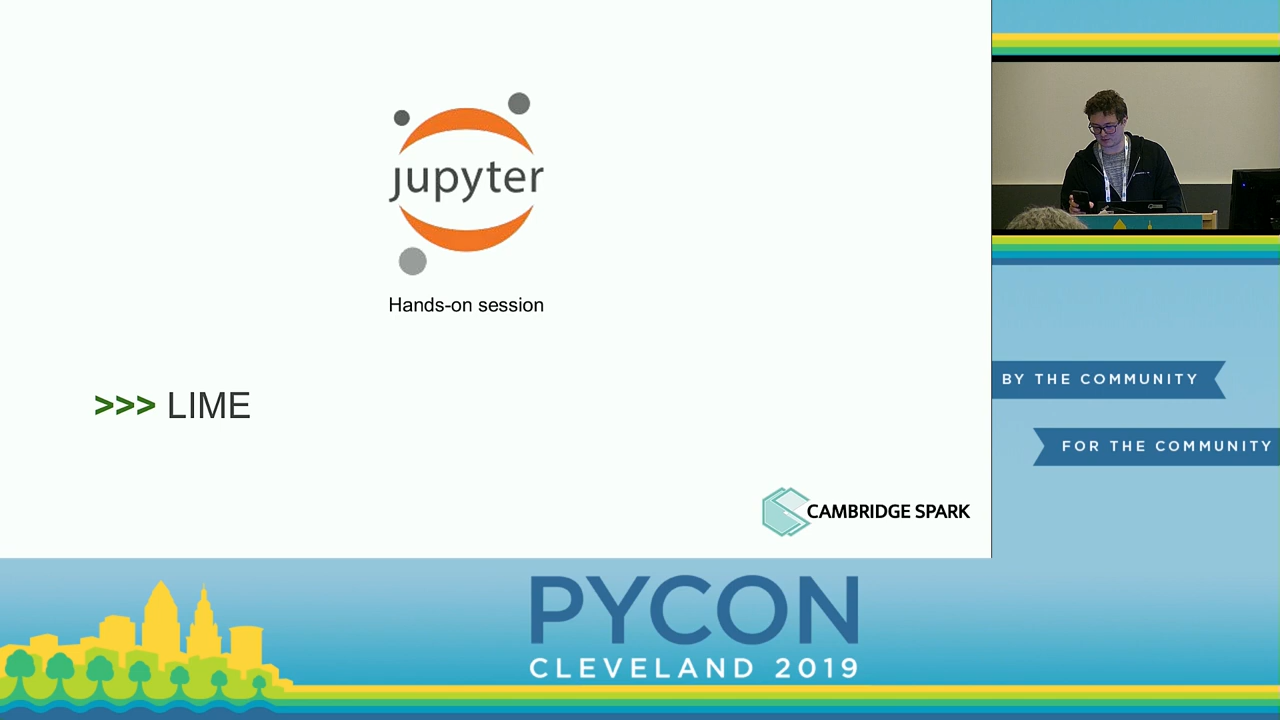 jupyter
Hands-on session
>>> LIME
CAMBRIDGE SPARK
BY THE COMMUNITY
FOR THE COMMUNITY
PYCON
CLEVELAND 2019